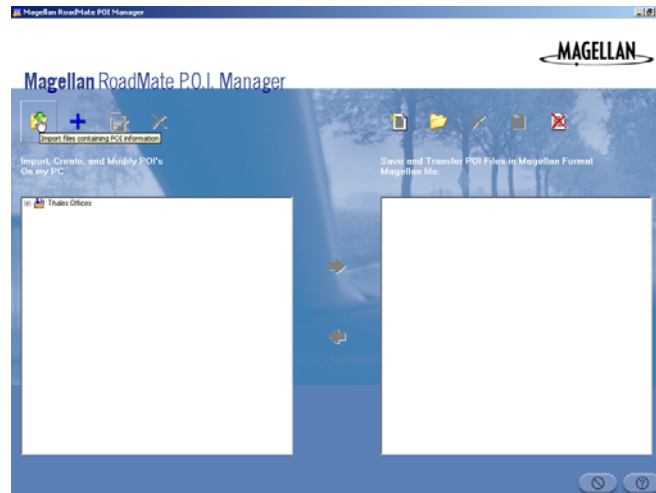 Magellan RoadMate POI Manager
MAGELLAN
Magellan RoadMate P.O.I. Manager
Import files containing POI information
Import, Create, and Modify POI's
On my PC
Save and Transfer POI Files in Magellan Format
Magellan file:
Thales Offices